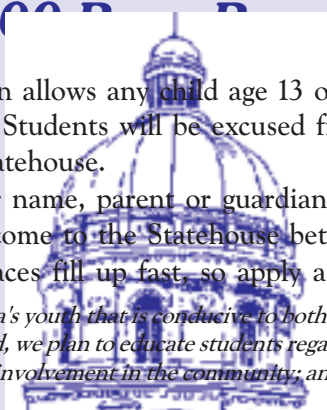 n allows any child age 13 o
Students will be excused f
atehouse.
name, parent or guardian
come to the Statehouse bet
aces fill up fast, so apply a
a's youth that is conducive to both
d, we plan to educate students rega
involvement in the community; an